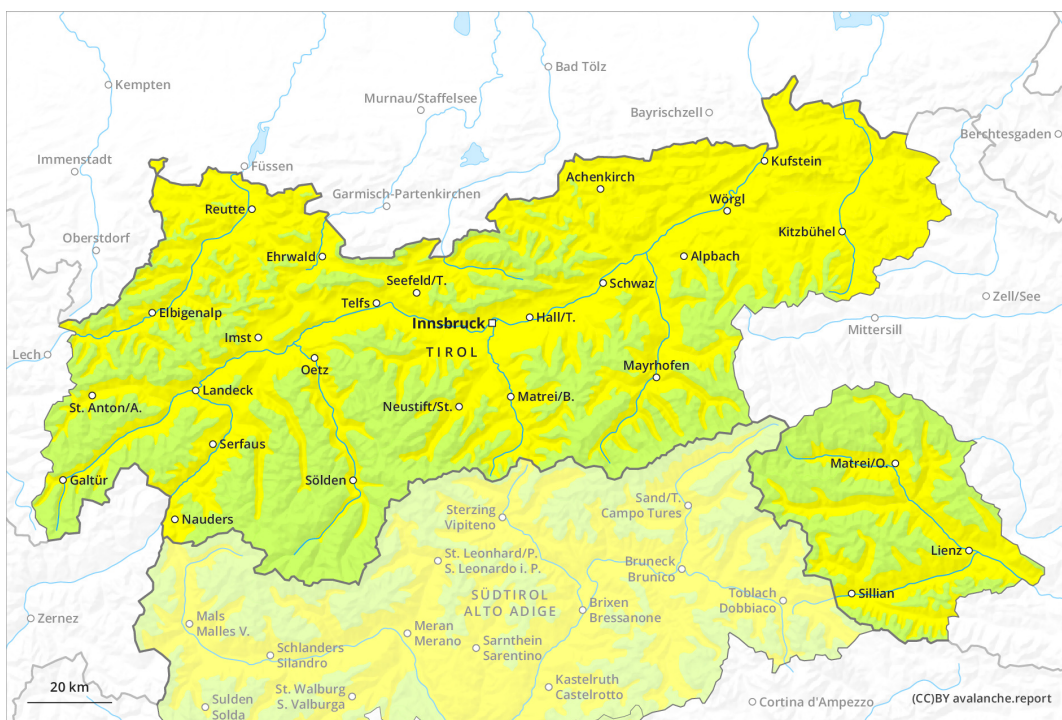 Kempten
Bad Tölz
Murnau/Staffelsee
Bayrischzell
Berchtesgaden
Immenstadt
Füssen
Kufstein
Achenkirch
Garmisch-Partenkirchen
Reutte
Wörgl
Oberstdorf
Kitzbühel
Ehrwald
Alpbach
Seefeld/T.
Schwaz
Zell/See
Telfs
Elbigenalp
Hall/T.
Innsbruck
Mittersill
Imst
Lech
TIROL
Oetz
Mayrhofen
Landeck
Matrei/B.
St. Anton/A.
Neustift/St.
Serfaus
Matrei/O.
Galtür
Sölden
Sand/T.
Campo Tures
Sterzing
Vipiteno
Nauders
Lienz
St. Leonhard/P.
S. Leonardo i. P.
Bruneck
Brunico
SÜDTIROL
ALTO ADIGE
Toblach
Dobbiaco
Sillian
Brixen
Bressanone
Mals
Malles V.
Zernez
Meran
Merano
Sarnthein
Sarentino
Schlanders
Silandro
Kastelruth
Castelrotto
20 km
St. Walburg
S. Valburga
Sulden
Solda
Cortina d'Ampezzo
(CC)BY avalanche.report